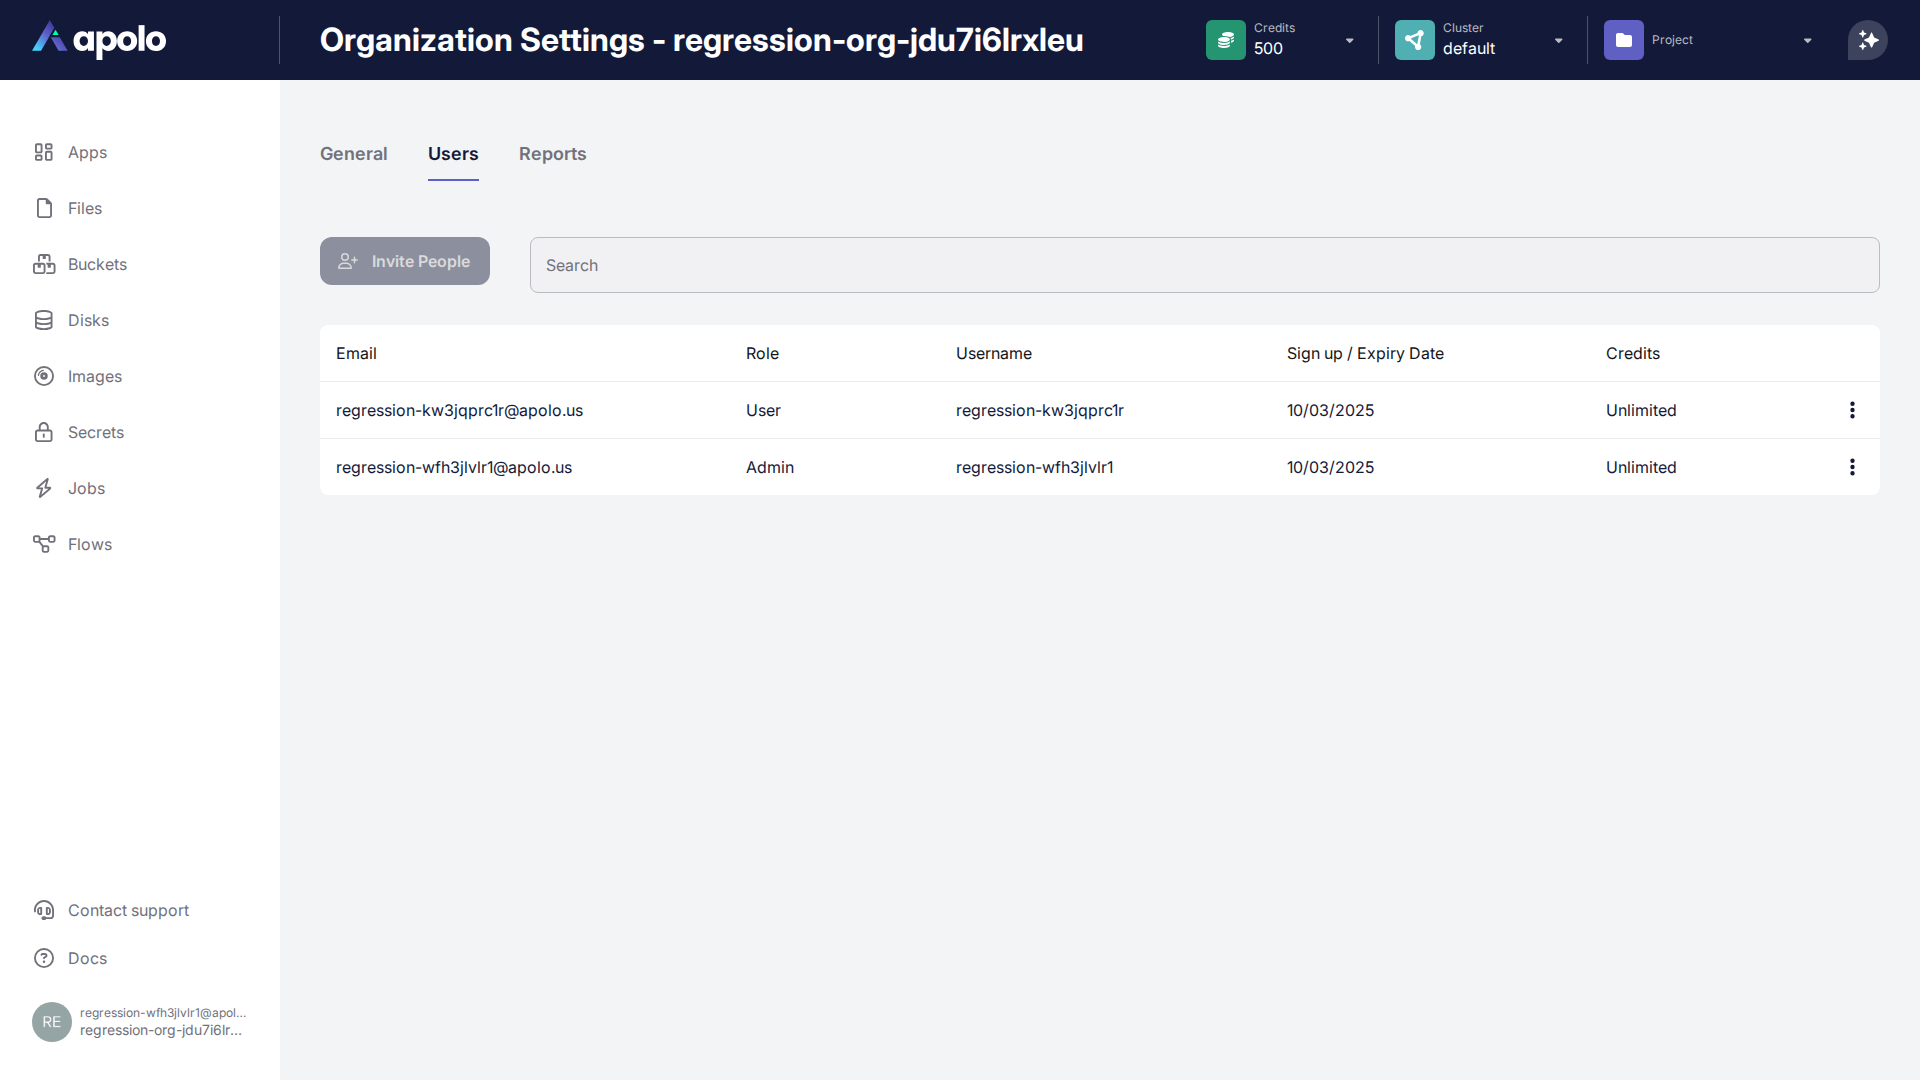 apolo
Organization Settings - regression-org-jdu7i6lrxleu
Credits
500
Cluster
default
Project
Apps
Files
Buckets
Disks
Images
Secrets
Jobs
Flows
General Users Reports
Invite People
Search
Email Role Username Sign up / Expiry Date Credits
regression-kw3jqprc1r@apolo.us User regression-kw3jqprc1r 10/03/2025 Unlimited
regression-wfh3jlvlr1@apolo.us Admin regression-wfh3jlvlr1 10/03/2025 Unlimited
Contact support
Docs
RE
regression-wfh3jlvlr1@apol...
regression-org-jdu7i6lr...